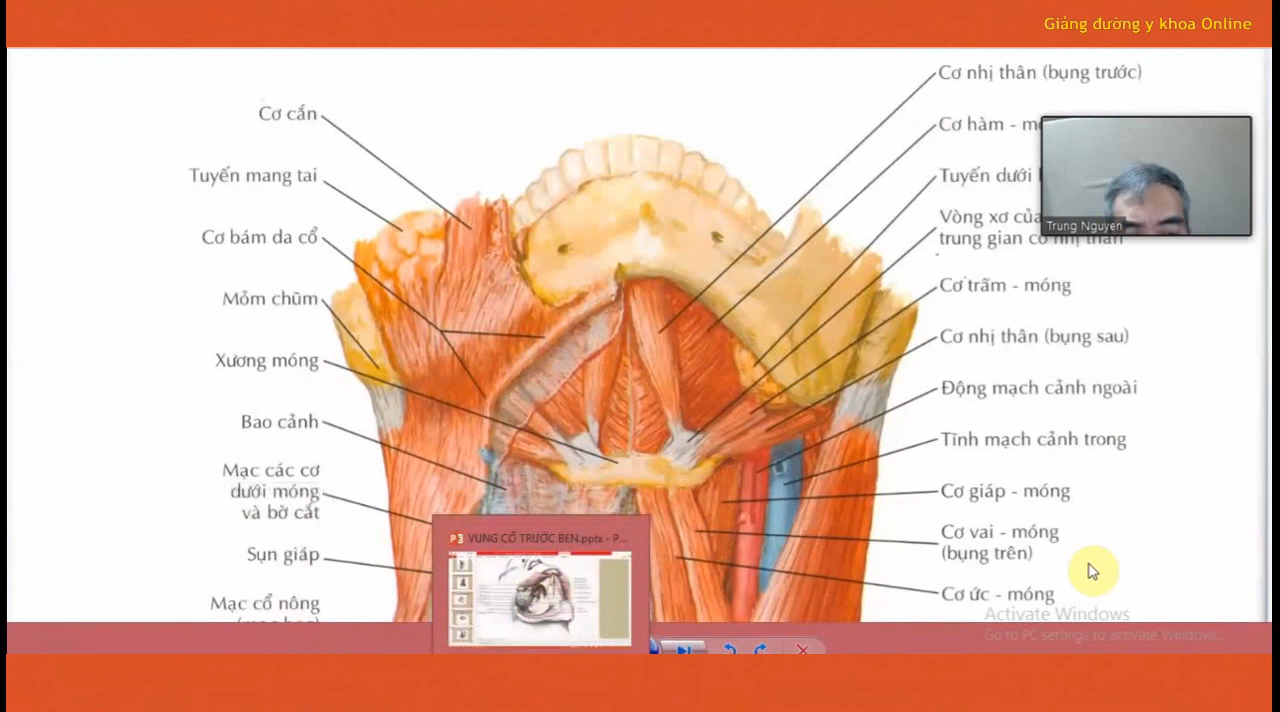 Giảng đường y khoa Online
Cơ cắn
Tuyến mang tai
Cơ bám da cổ
Mỏm chũm
Xương móng
Bao cảnh
Mạc các cơ
dưới móng
và bờ cắt
Sụn giáp
Mạc cổ nông
Cơ nhị thân (bụng trước)
Cơ hàm -
Tuyến dưới
Vòng xơ của
trung gian cơ nhị thân
Cơ trãm - móng
Cơ nhị thân (bụng sau)
Động mạch cảnh ngoài
Tĩnh mạch cảnh trong
Cơ giáp - móng
Cơ vai - móng
(bụng trên)
Cơ ức - móng
Trung Nguyen
VUNG CỔ TRƯỚC BEN.pptx - P...
Activate Windows
Go to PC settings to activate Windows.